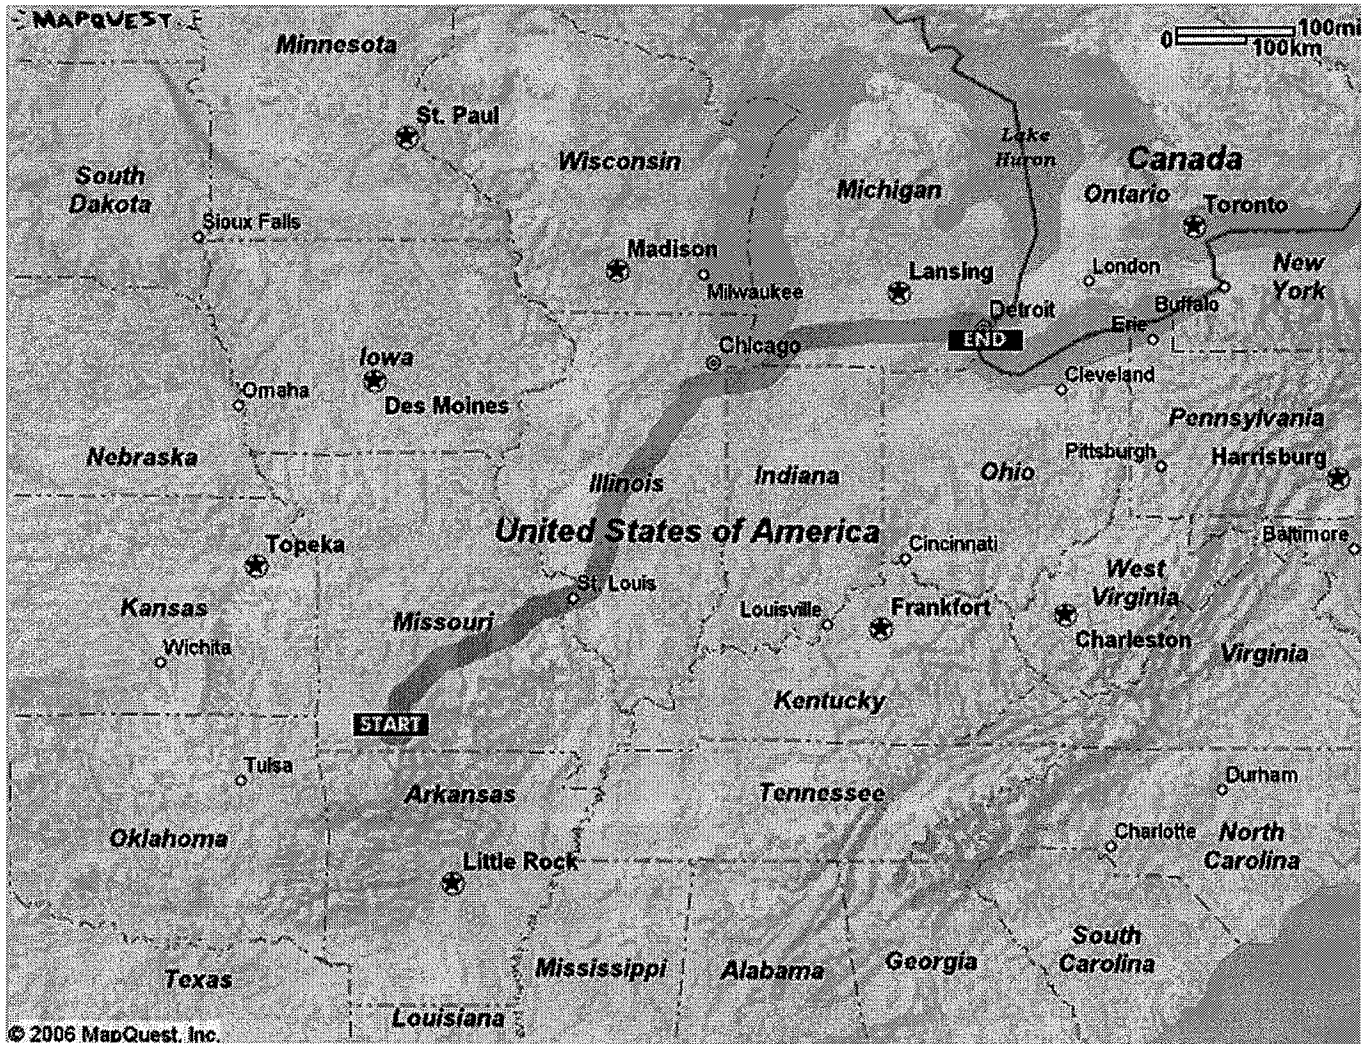 MAPQUEST
100mi
0
100km
Minnesota
St. Paul
Wisconsin
Lake
Huron
Canada
Michigan
Ontario
South
Dakota
Toronto
Sioux Falls
Madison
Milwaukee
Lansing
London
New
York
Buffalo
Detroit
Erie
END
Chicago
Iowa
Omaha
Des Moines
Cleveland
Pennsylvania
Nebraska
Illinois
Indiana
Ohio
Pittsburgh
Harrisburg
United States of America
Topeka
Cincinnati
Baltimore
St. Louis
West
Virginia
Kansas
Missouri
Louisville
Frankfort
Charleston
Wichita
Virginia
Kentucky
START
Tulsa
Arkansas
Tennessee
Durham
Oklahoma
Charlotte
North
Carolina
Little Rock
South
Carolina
Texas
Mississippi
Alabama
Georgia
Louisiana
© 2006 MapQuest, Inc.